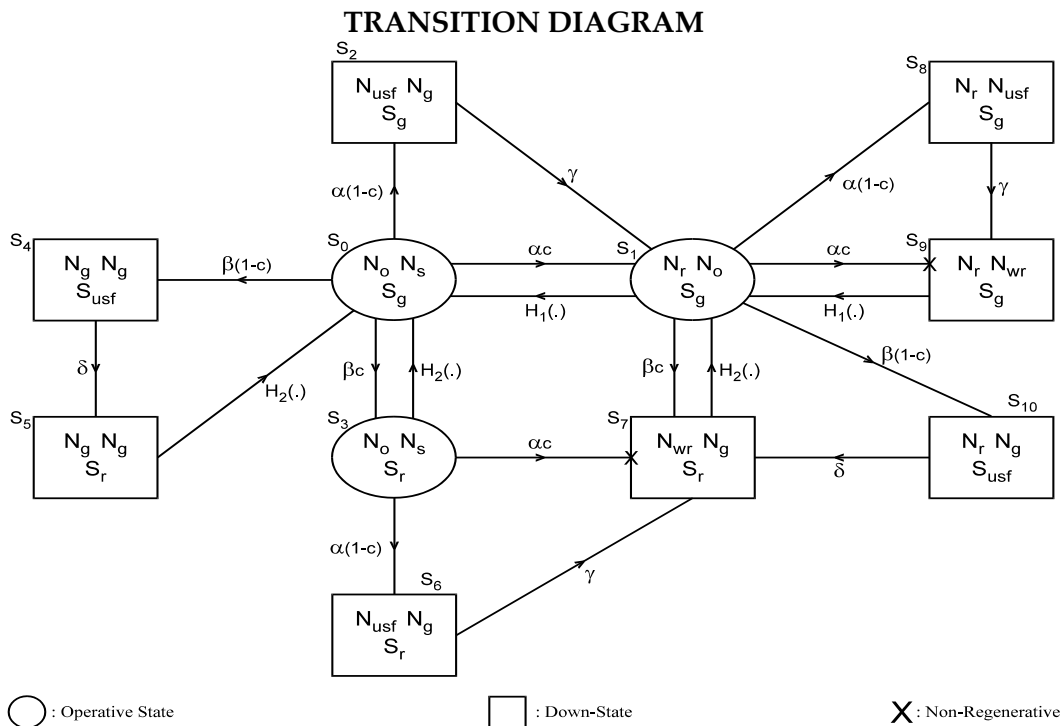 TRANSITION DIAGRAM
S2
Nusf Ng
Sg
S8
Nr Nusf
Sg
γ
α(1-c)
γ
α(1-c)
S4
Ng Ng
Susf
β(1-c)
S0
No Ns
Sg
αc
H1(.)
S1
Nr No
Sg
αc
H1(.)
S9
X
Nr Nwr
Sg
δ
H2(.)
βc
H2(.)
βc
H2(.)
β(1-c)
S5
Ng Ng
Sr
S3
No Ns
Sr
αc
S7
X
Nwr Ng
Sr
δ
S10
Nr Ng
Susf
α(1-c)
γ
S6
Nusf Ng
Sr
: Operative State
: Down-State
X : Non-Regenerative